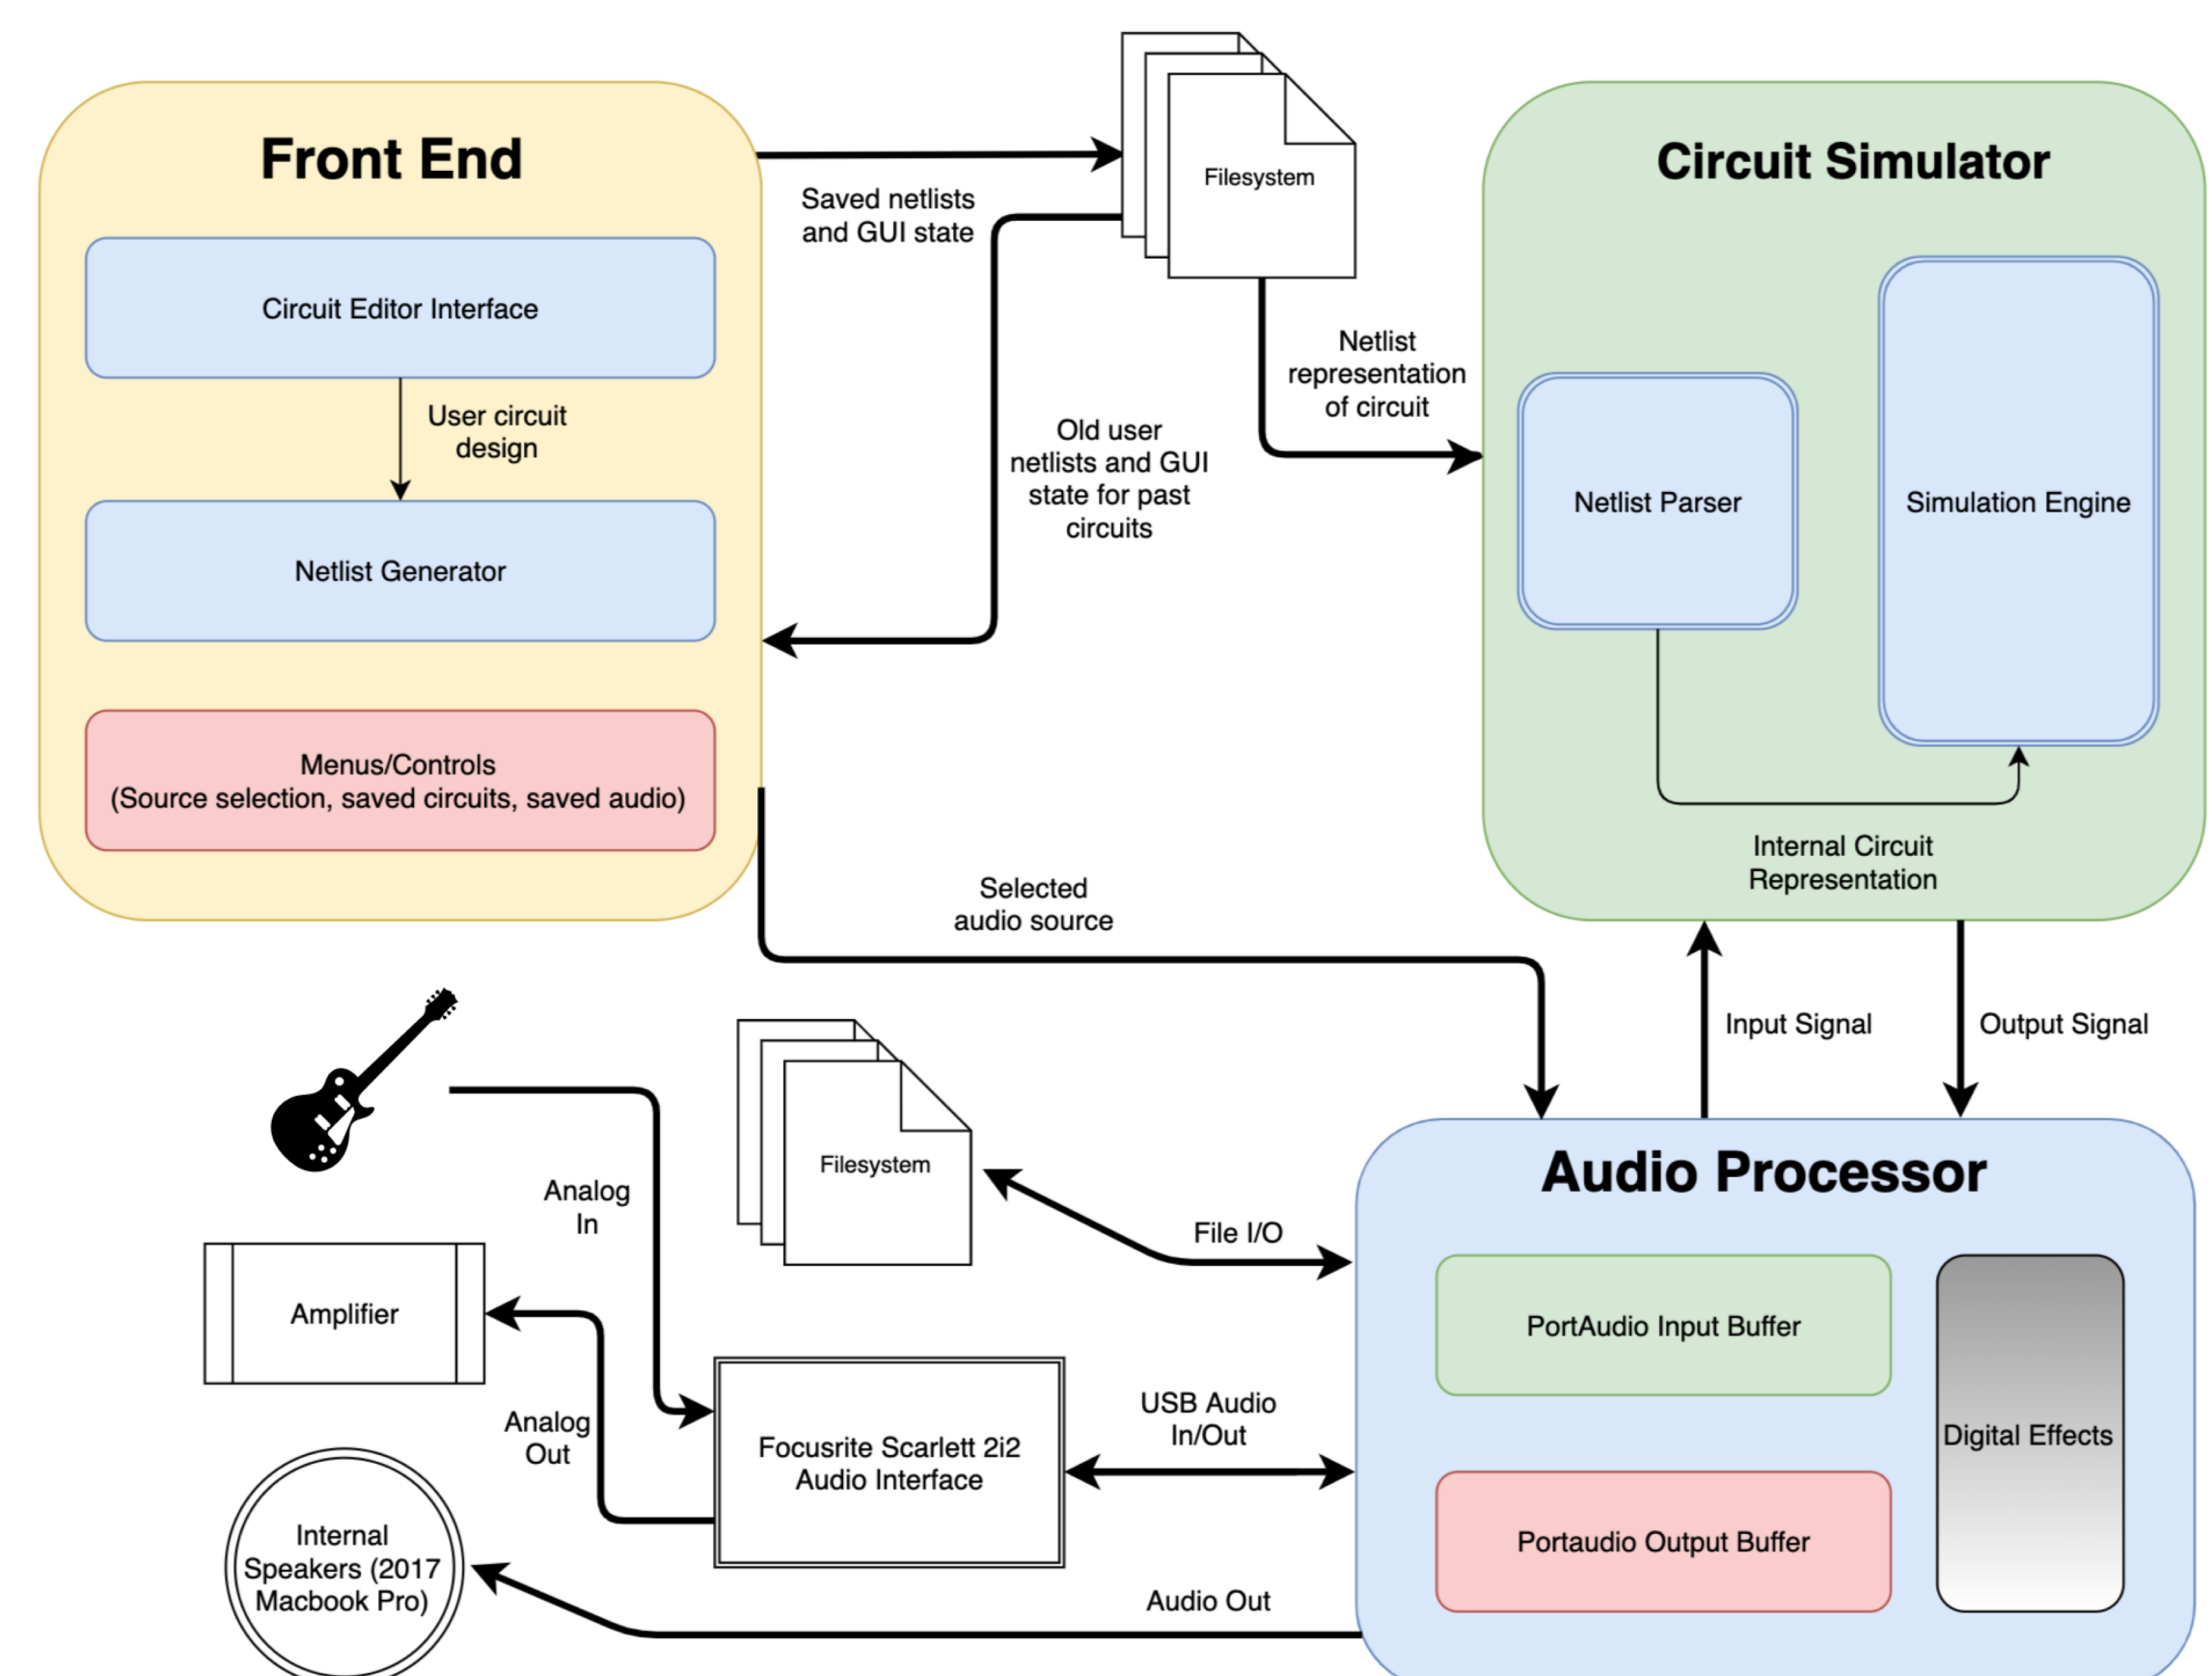 Front End
Circuit Editor Interface
User circuit
design
Netlist Generator
Menus/Controls
(Source selection, saved circuits, saved audio)
Saved netlists
and GUI state
Filesystem
Old user
netlists and GUI
state for past
circuits
Netlist
representation
of circuit
Circuit Simulator
Netlist Parser
Simulation Engine
Internal Circuit
Representation
Selected
audio source
Input Signal
Output Signal
Analog
In
Filesystem
File I/O
Amplifier
Analog
Out
Focusrite Scarlett 2i2
Audio Interface
USB Audio
In/Out
Internal
Speakers (2017
Macbook Pro)
Audio Out
Audio Processor
PortAudio Input Buffer
Digital Effects
Portaudio Output Buffer